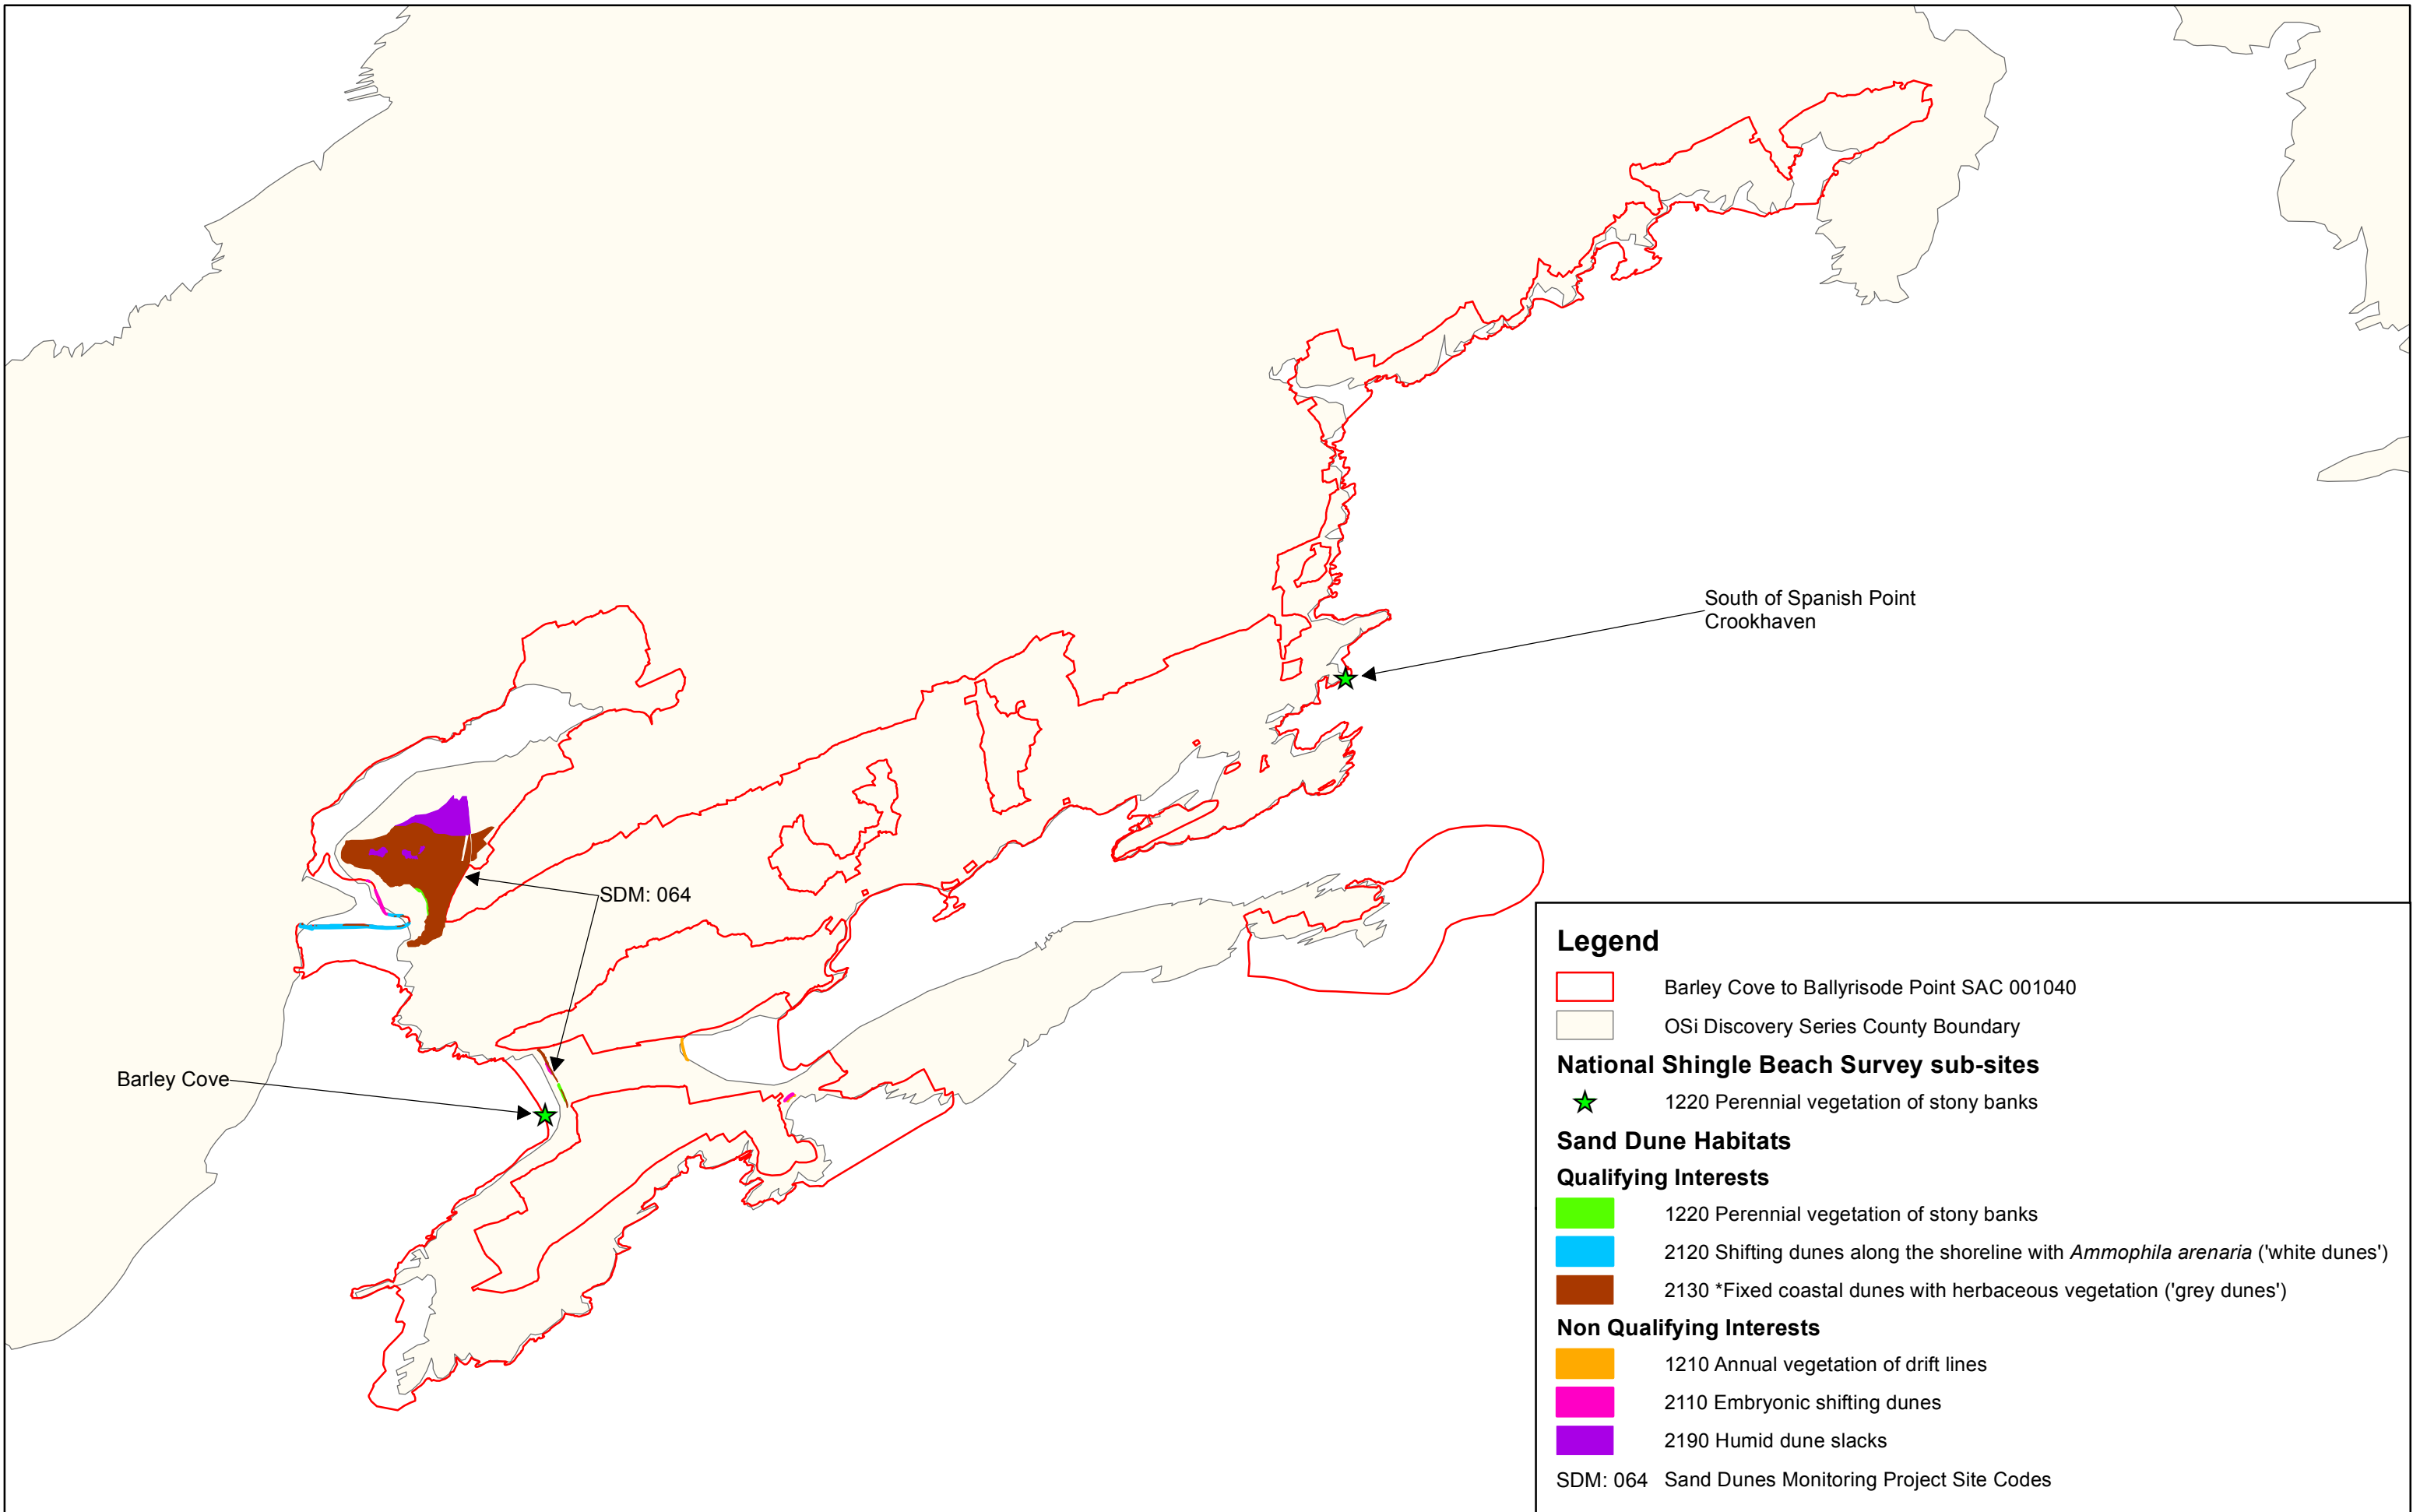 South of Spanish Point
Crookhaven
SDM: 064
Barley Cove
Legend
Barley Cove to Ballyrisode Point SAC 001040
OSi Discovery Series County Boundary
National Shingle Beach Survey sub-sites
1220 Perennial vegetation of stony banks
Sand Dune Habitats
Qualifying Interests
1220 Perennial vegetation of stony banks
2120 Shifting dunes along the shoreline with Ammophila arenaria ('white dunes')
2130 *Fixed coastal dunes with herbaceous vegetation ('grey dunes')
Non Qualifying Interests
1210 Annual vegetation of drift lines
2110 Embryonic shifting dunes
2190 Humid dune slacks
SDM: 064 Sand Dunes Monitoring Project Site Codes